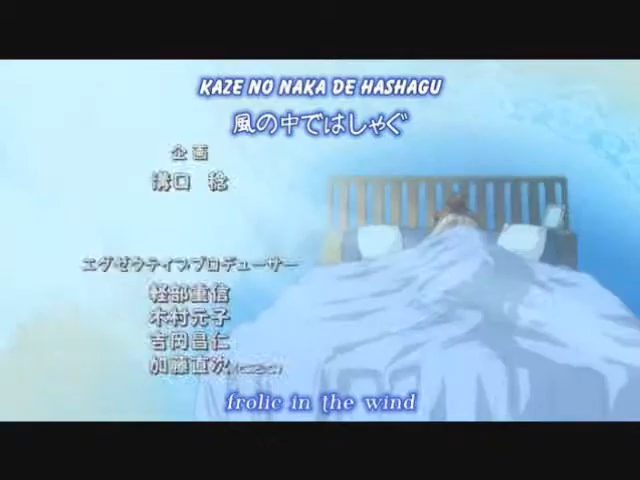 KAZE NO NAKA DE HASHAGU
風の中ではしゃぐ
企画
溝口 稔
エグゼクティブプロデューサー
軽部重信
木村元子
吉岡昌仁
加藤直次
frolic in the wind